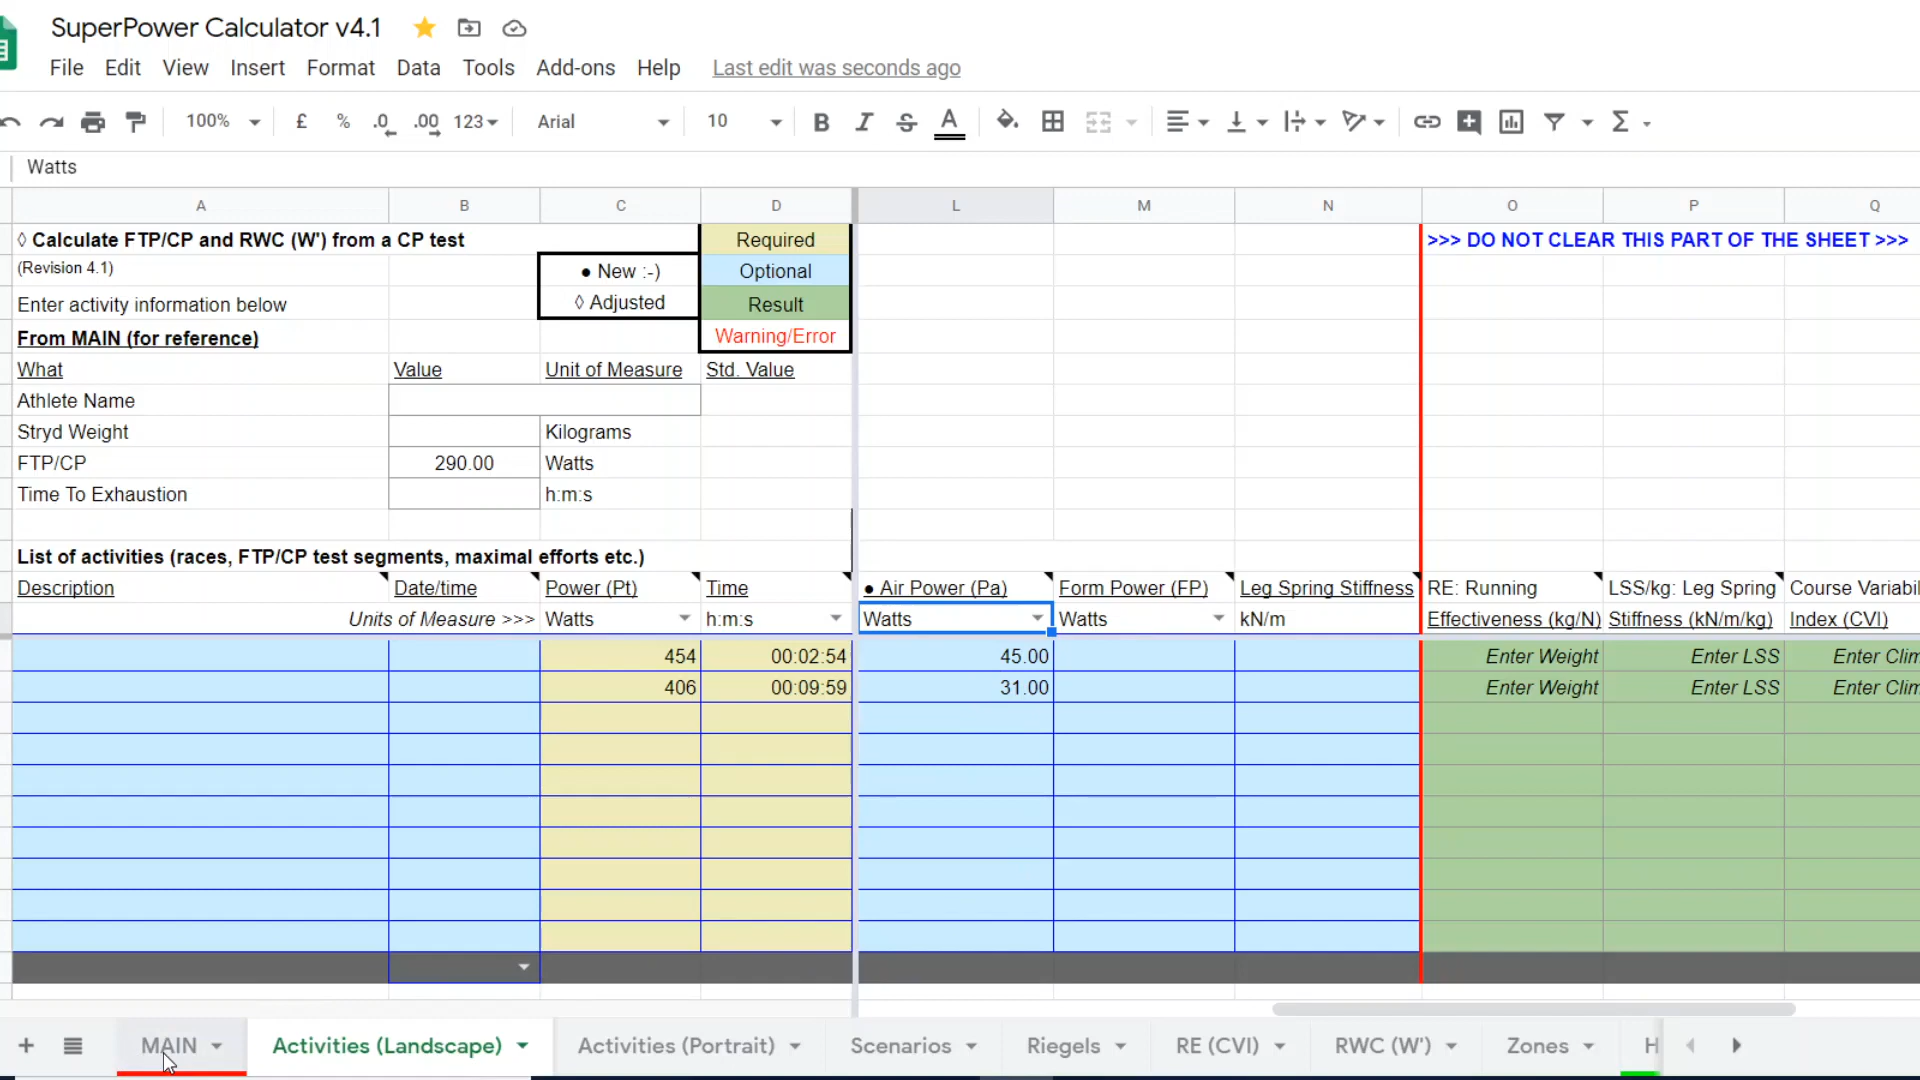 SuperPower Calculator v4.1
File Edit View Insert Format Data Tools Add-ons Help Last edit was seconds ago
100% £ % .0 .00 123 Arial 10 B I S A Σ
Watts
A B C D L M N O P Q
◊ Calculate FTP/CP and RWC (W') from a CP test Required >>> DO NOT CLEAR THIS PART OF THE SHEET >>>
(Revision 4.1) ● New :-) Optional
Enter activity information below ◊ Adjusted Result
From MAIN (for reference) Warning/Error
What Value Unit of Measure Std. Value
Athlete Name
Stryd Weight Kilograms
FTP/CP 290.00 Watts
Time To Exhaustion h:m:s
List of activities (races, FTP/CP test segments, maximal efforts etc.)
Description Date/time Power (Pt) Time ● Air Power (Pa) Form Power (FP) Leg Spring Stiffness RE: Running LSS/kg: Leg Spring Course Variabil
Units of Measure >>> Watts h:m:s Watts Watts kN/m Effectiveness (kg/N) Stiffness (kN/m/kg) Index (CVI)
454 00:02:54 45.00 Enter Weight Enter LSS Enter Clim
406 00:09:59 31.00 Enter Weight Enter LSS Enter Clim
MAIN Activities (Landscape) Activities (Portrait) Scenarios Riegels RE (CVI) RWC (W') Zones H